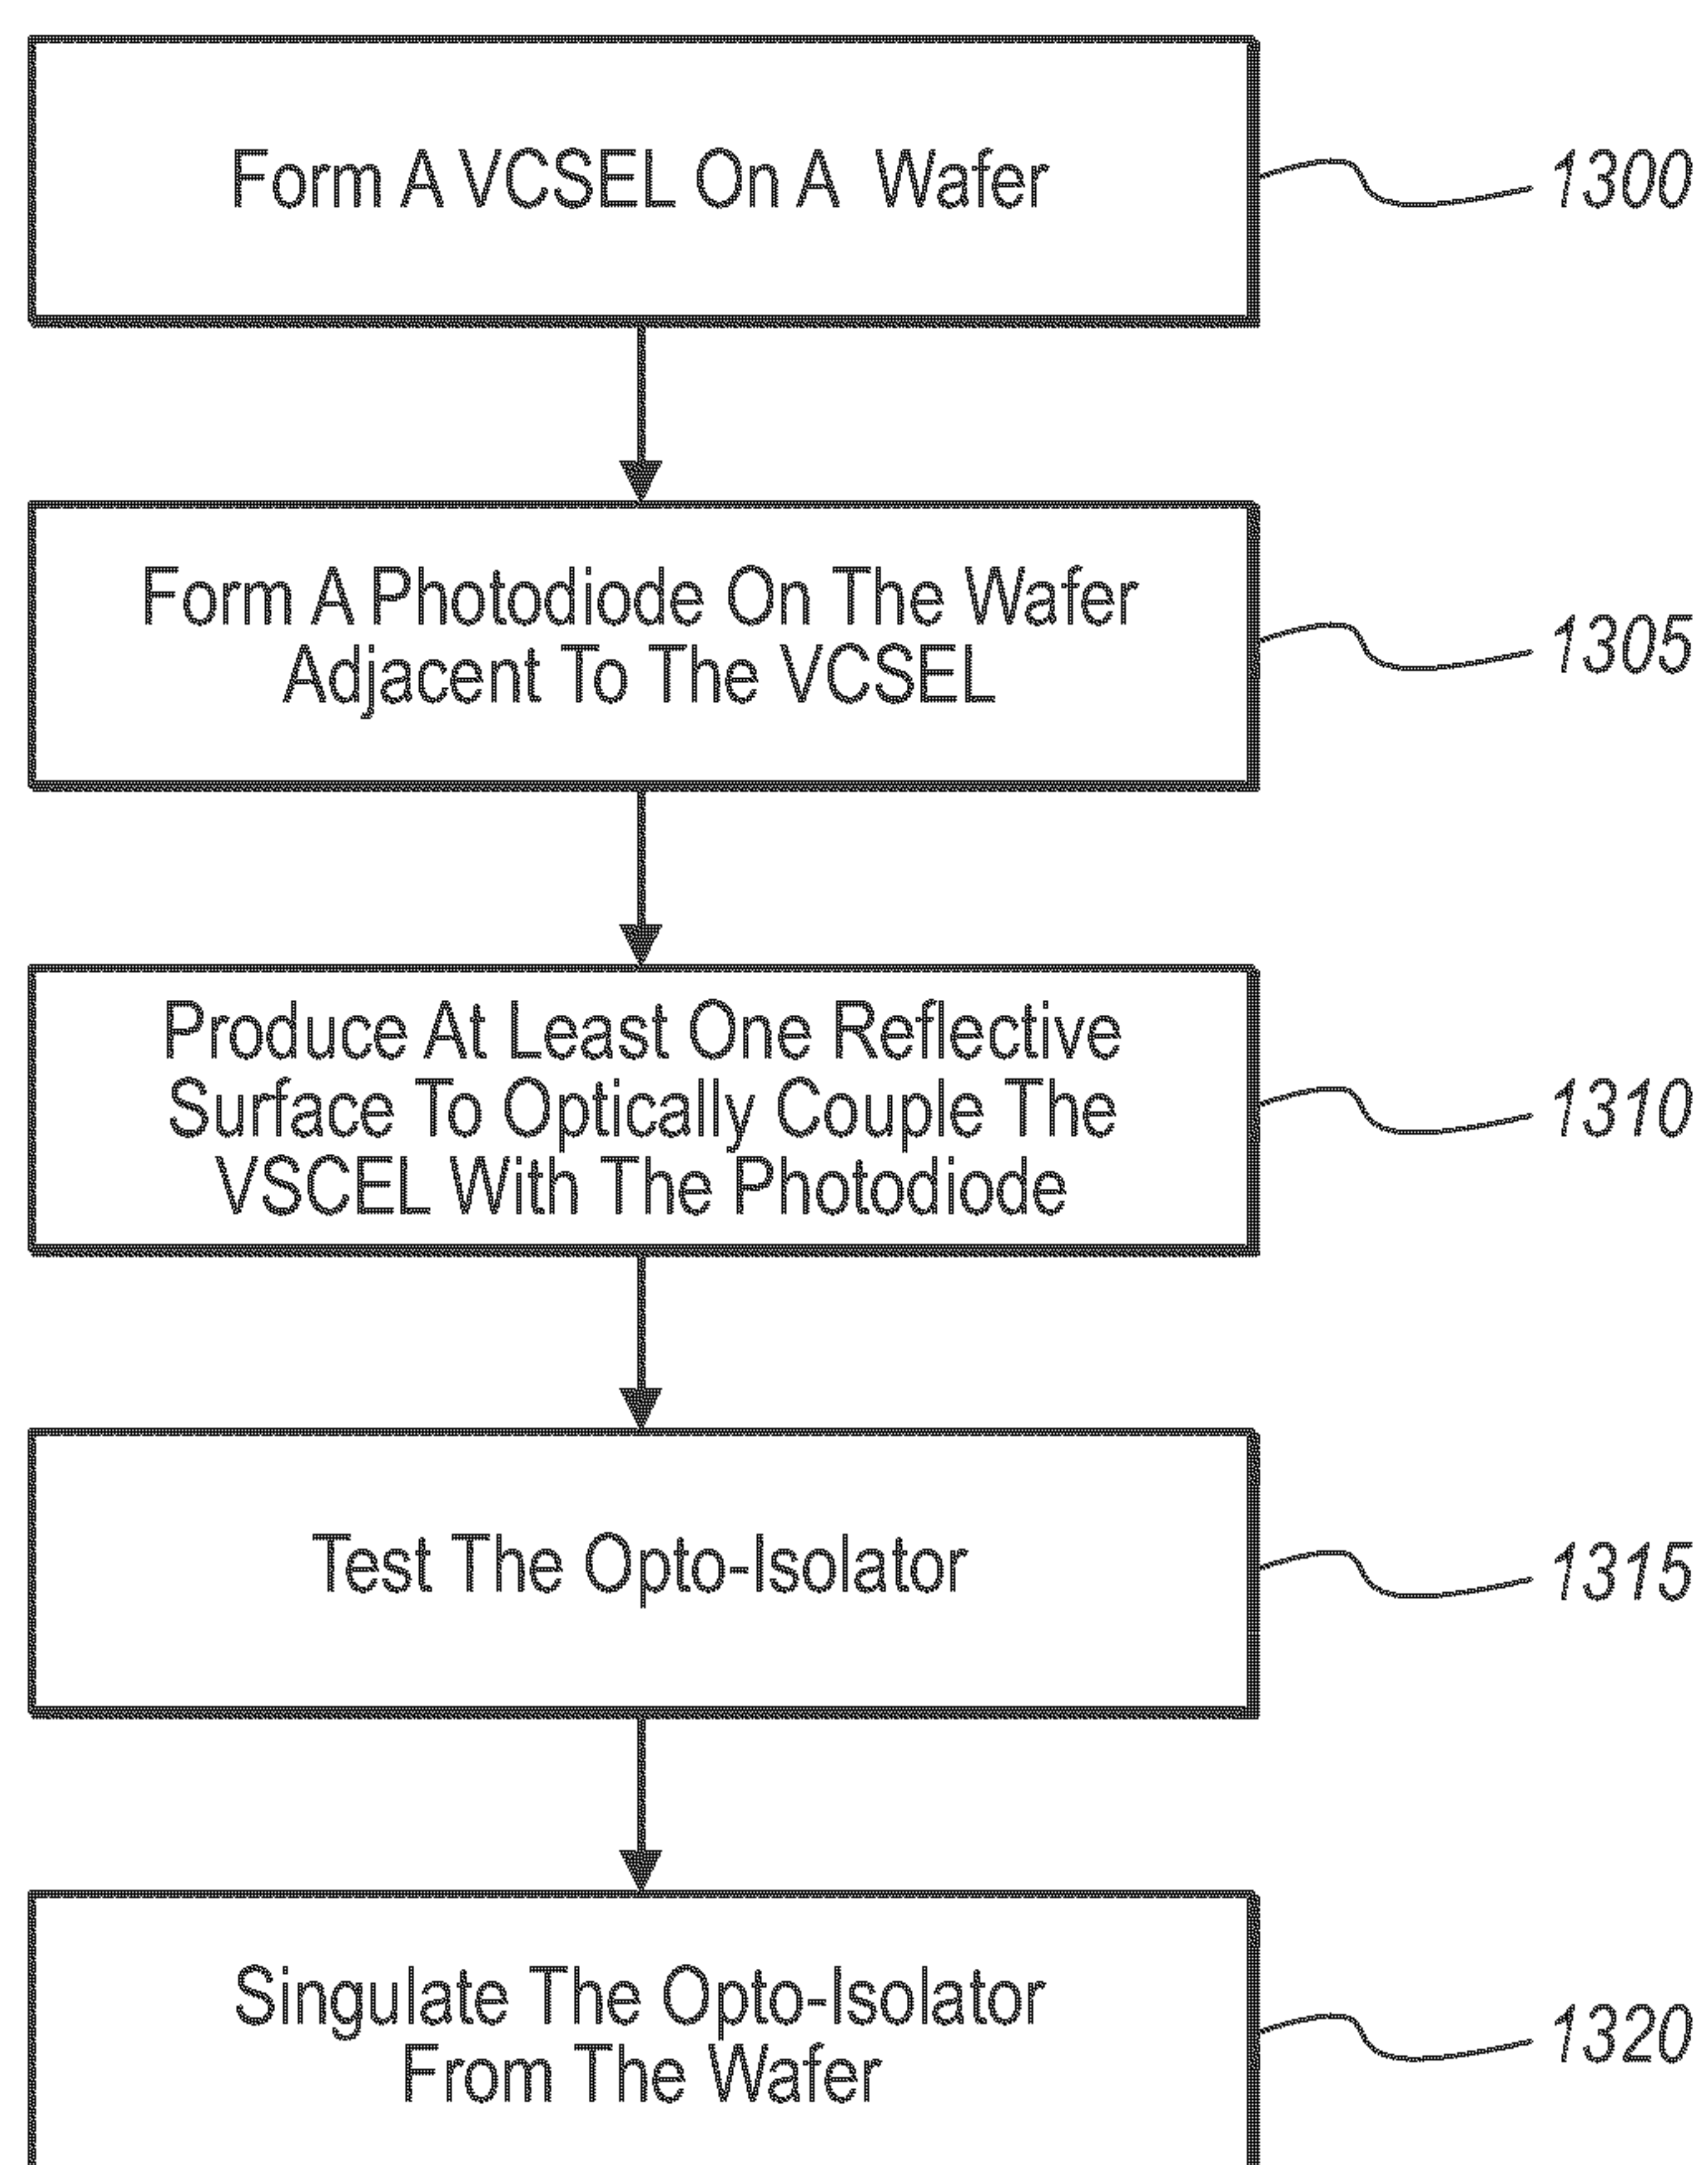 Form A VCSEL On A Wafer
1300
Form A Photodiode On The Wafer
Adjacent To The VCSEL
1305
Produce At Least One Reflective
Surface To Optically Couple The
VSCEL With The Photodiode
1310
Test The Opto-Isolator
1315
Singulate The Opto-Isolator
From The Wafer
1320